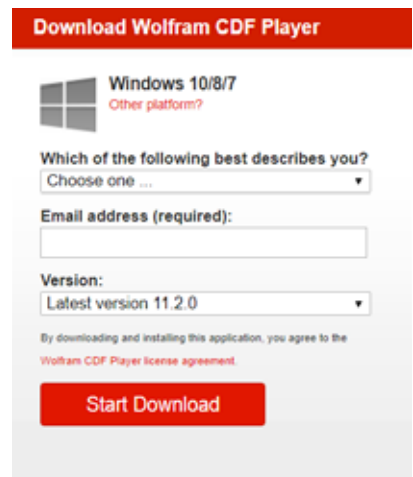 Download Wolfram CDF Player
Windows 10/8/7
Other platform?
Which of the following best describes you?
Choose one ...
Email address (required):
Version:
Latest version 11.2.0
By downloading and installing this application, you agree to the
Wolfram CDF Player license agreement.
Start Download